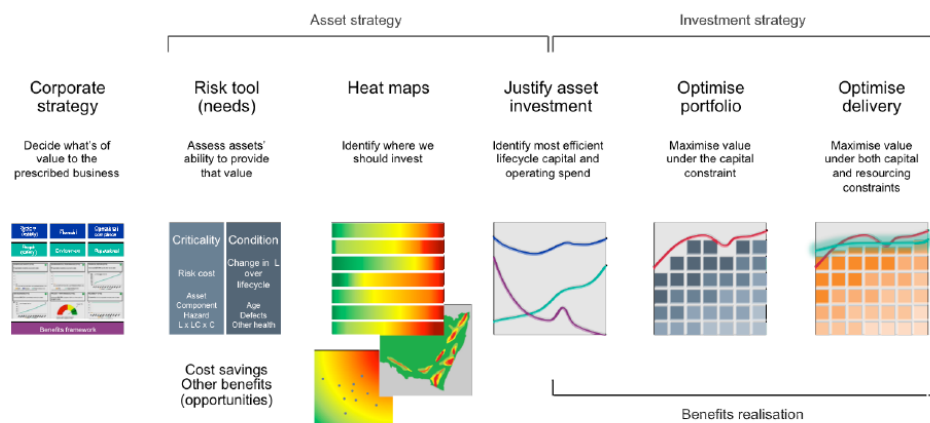 Asset strategy
Investment strategy
Corporate
strategy
Decide what's of
value to the
prescribed business
Risk tool
(needs)
Assess assets'
ability to provide
that value
Heat maps
Identify where we
should invest
Justify asset
investment
Identify most efficient
lifecycle capital and
operating spend
Optimise
portfolio
Maximise value
under the capital
constraint
Optimise
delivery
Maximise value
under both capital
and resourcing
constraints
Financial
Environment
Benefits framework
Criticality
Risk cost
Asset
Component
Hazard
L x LC x C
Condition
Change in L
over
lifecycle
Age
Defects
Other health
Cost savings
Other benefits
(opportunities)
Benefits realisation